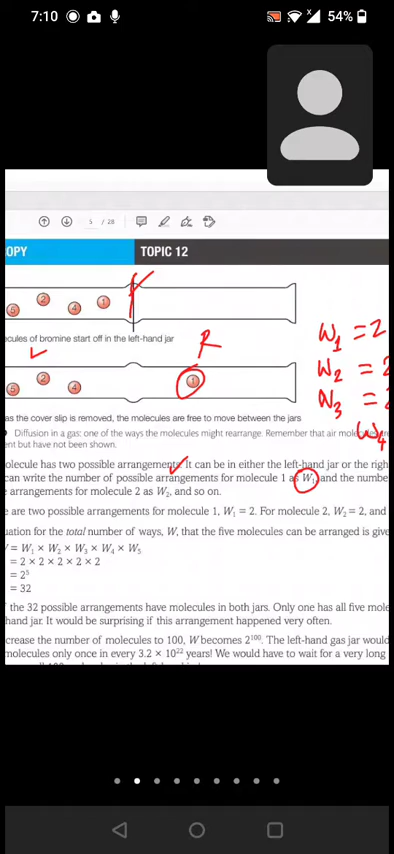 7:10 54%
5 / 28
OPY TOPIC 12
5 2 4 1
cules of bromine start off in the left-hand jar
R
W1 = 2
5 2 4 1
W2 = 2
as the cover slip is removed, the molecules are free to move between the jars
W3 = 2
Diffusion in a gas: one of the ways the molecules might rearrange. Remember that air molecules
W4
ent but have not been shown.
olecule has two possible arrangements. It can be in either the left-hand jar or the righ
can write the number of possible arrangements for molecule 1 as W1, and the numbe
arrangements for molecule 2 as W2, and so on.
e are two possible arrangements for molecule 1, W1 = 2. For molecule 2, W2 = 2, and
uation for the total number of ways, W, that the five molecules can be arranged is give
= W1 × W2 × W3 × W4 × W5
= 2 × 2 × 2 × 2 × 2
= 2⁵
= 32
the 32 possible arrangements have molecules in both jars. Only one has all five mole
hand jar. It would be surprising if this arrangement happened very often.
crease the number of molecules to 100, W becomes 2¹⁰⁰. The left-hand gas jar would
molecules only once in every 3.2 × 10²² years! We would have to wait for a very long